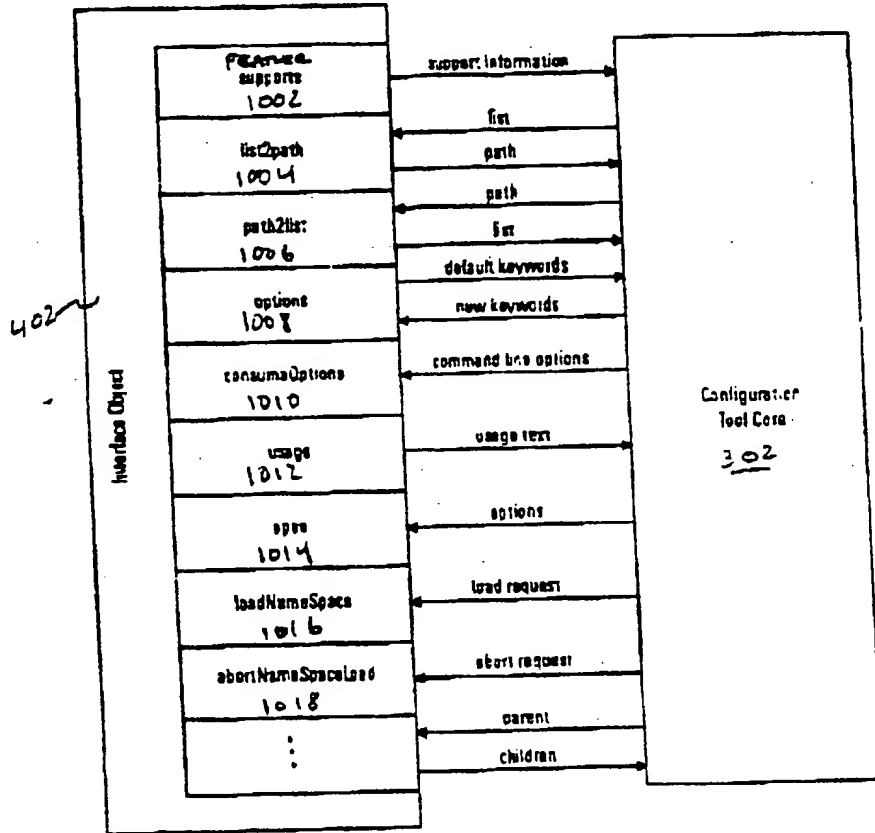 FEATURE
supports
1002
support information
list
list2path
1004
path
path
path2list
1006
list
default keywords
options
1008
new keywords
402
consumeOptions
1010
command line options
Interface Object
Configuration
Tool Core
302
usage
1012
usage text
open
1014
options
loadNameSpace
1016
load request
abortNameSpaceLoad
1018
abort request
parent
children